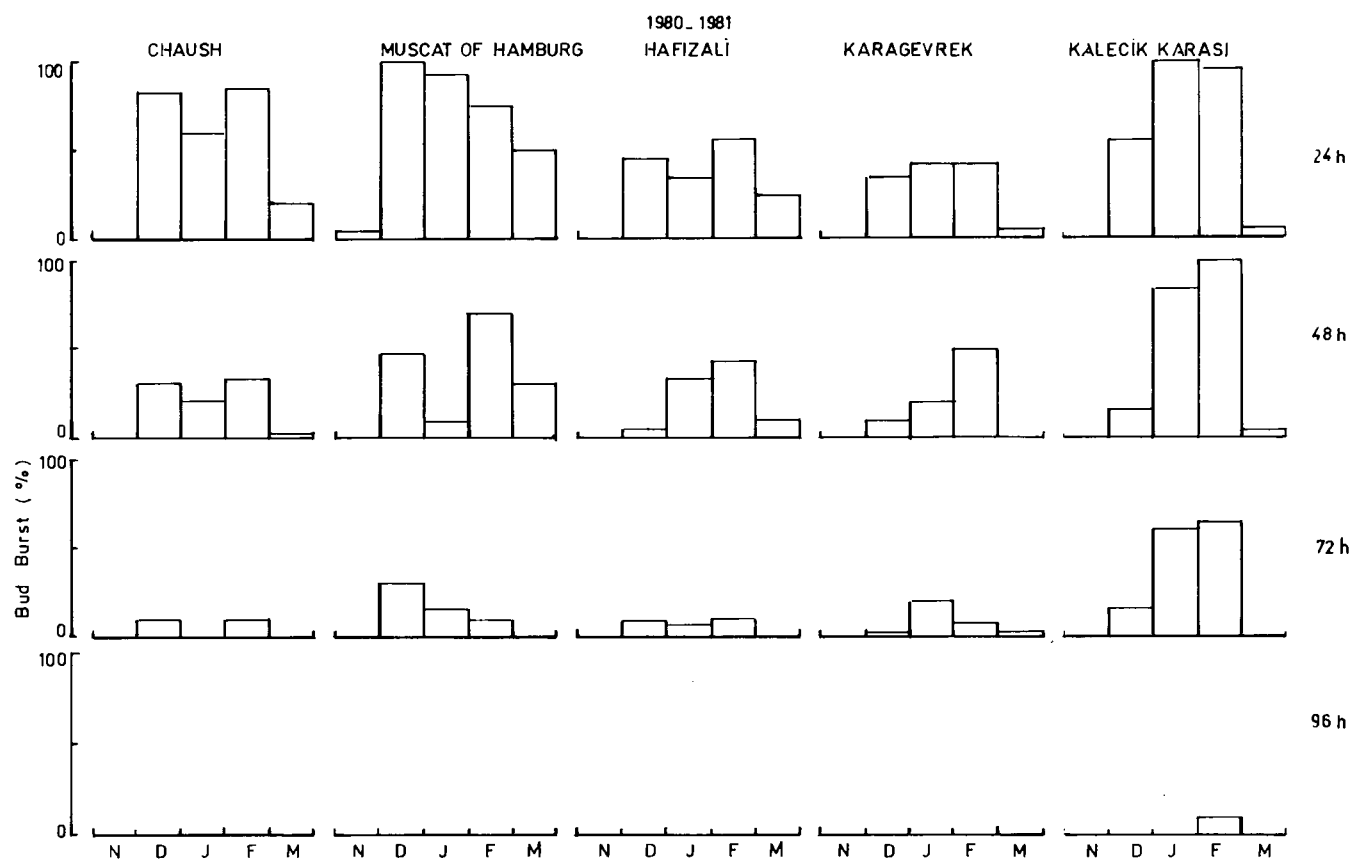 1980_1981
CHAUSH MUSCAT OF HAMBURG HAFIZALİ KARAGEVREK KALECİK KARASI
100
0
24 h
100
0
48 h
Bud Burst ( % )
100
0
72 h
100
0
96 h
N D J F M N D J F M N D J F M N D J F M N D J F M